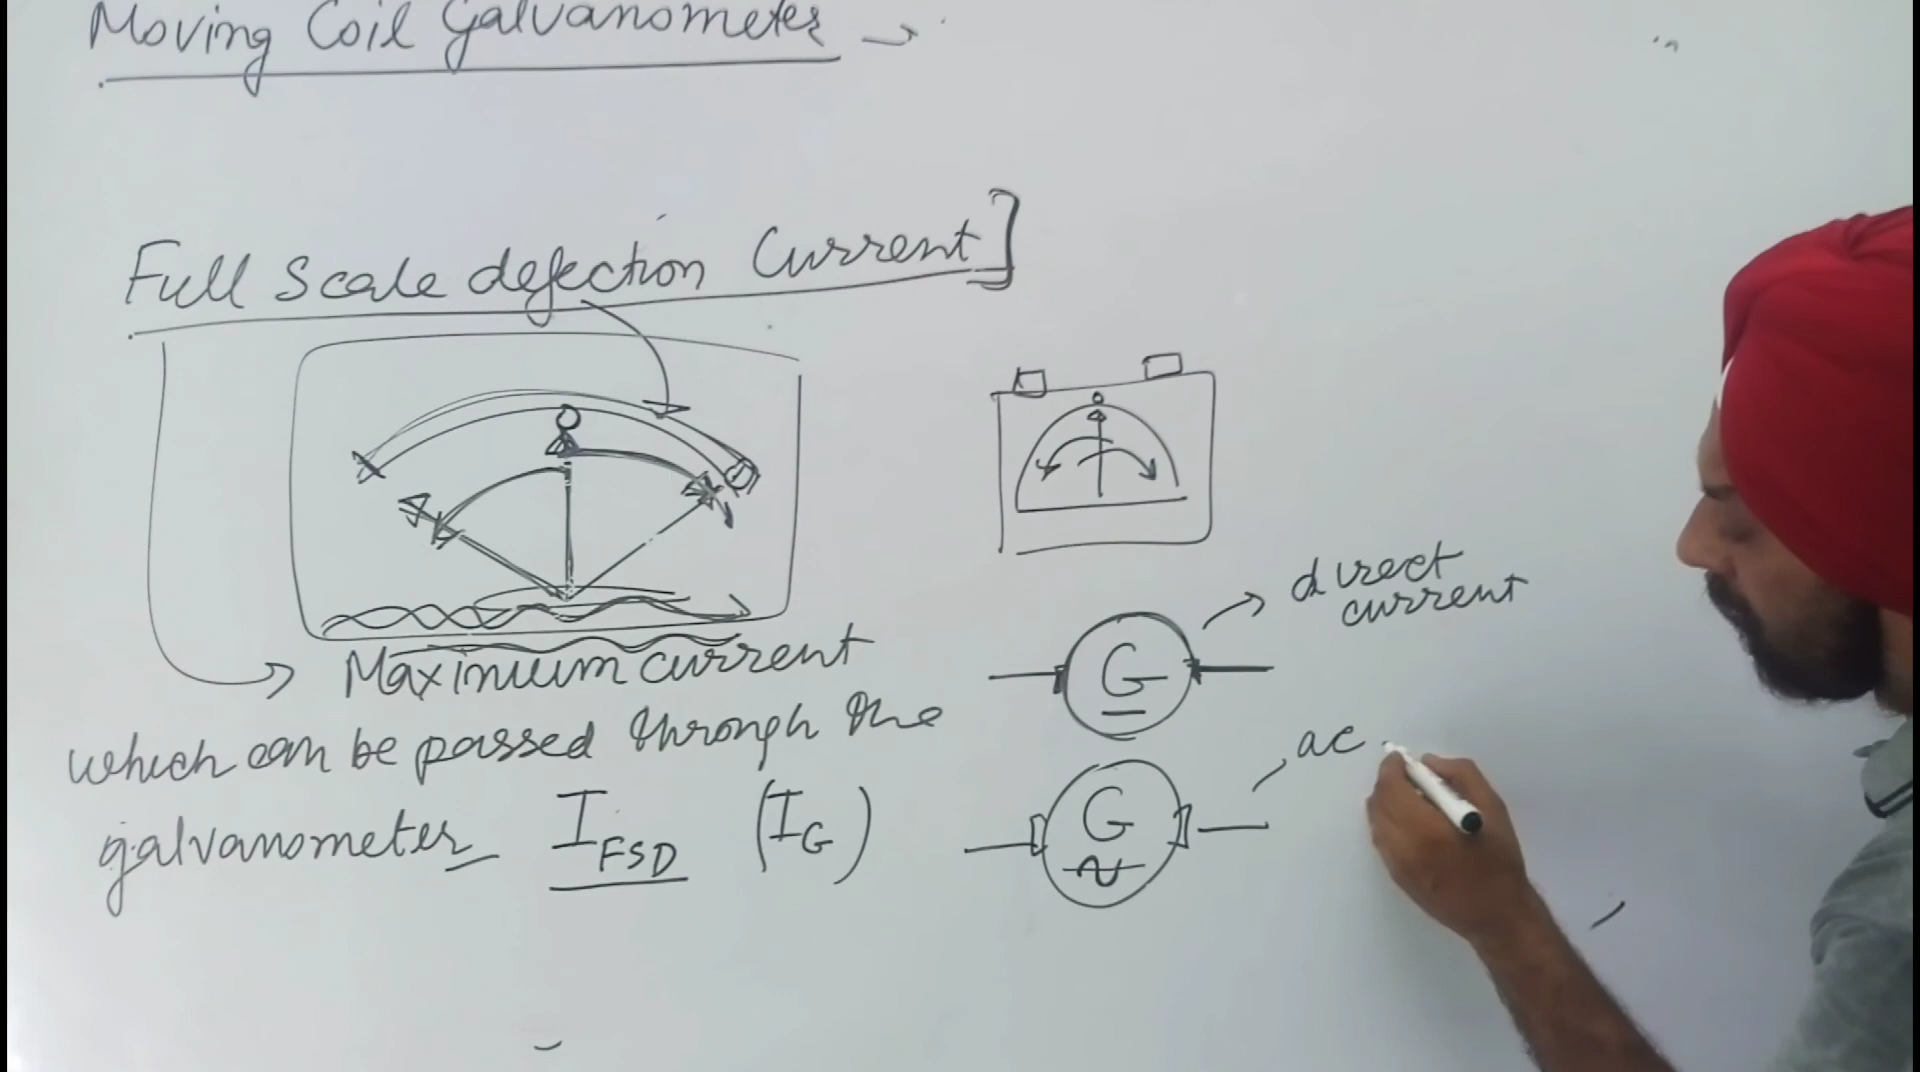 Moving Coil Galvanometer →
Full Scale defection Current]
direct
current
Maximum current
which can be passed through the
galvanometer I_FSD (I_G)
G
ac
G